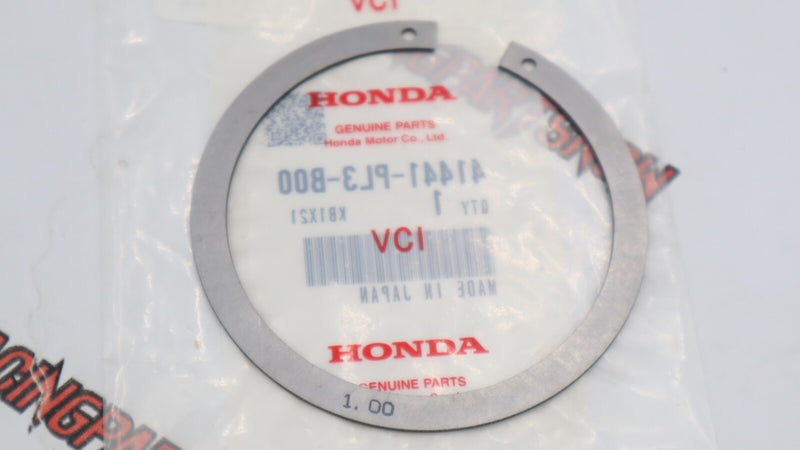 VCI
HONDA
GENUINE PARTS
Honda Motor Co., Ltd.
41441-PL3-B00
QTY 1 KB1X21
VCI
MADE IN JAPAN
HONDA
GENUINE PARTS
1.00